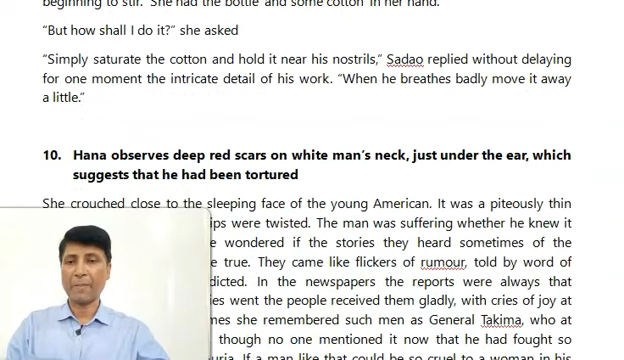 beginning to stir. She had the bottle and some cotton in her hand.
"But how shall I do it?" she asked
"Simply saturate the cotton and hold it near his nostrils," Sadao replied without delaying
for one moment the intricate detail of his work. "When he breathes badly move it away
a little."
10. Hana observes deep red scars on white man's neck, just under the ear, which
suggests that he had been tortured
She crouched close to the sleeping face of the young American. It was a piteously thin
ips were twisted. The man was suffering whether he knew it
e wondered if the stories they heard sometimes of the
e true. They came like flickers of rumour, told by word of
dicted. In the newspapers the reports were always that
ies went the people received them gladly, with cries of joy at
mes she remembered such men as General Takima, who at
though no one mentioned it now that he had fought so
uria. If a man like that could be so cruel to a woman in his